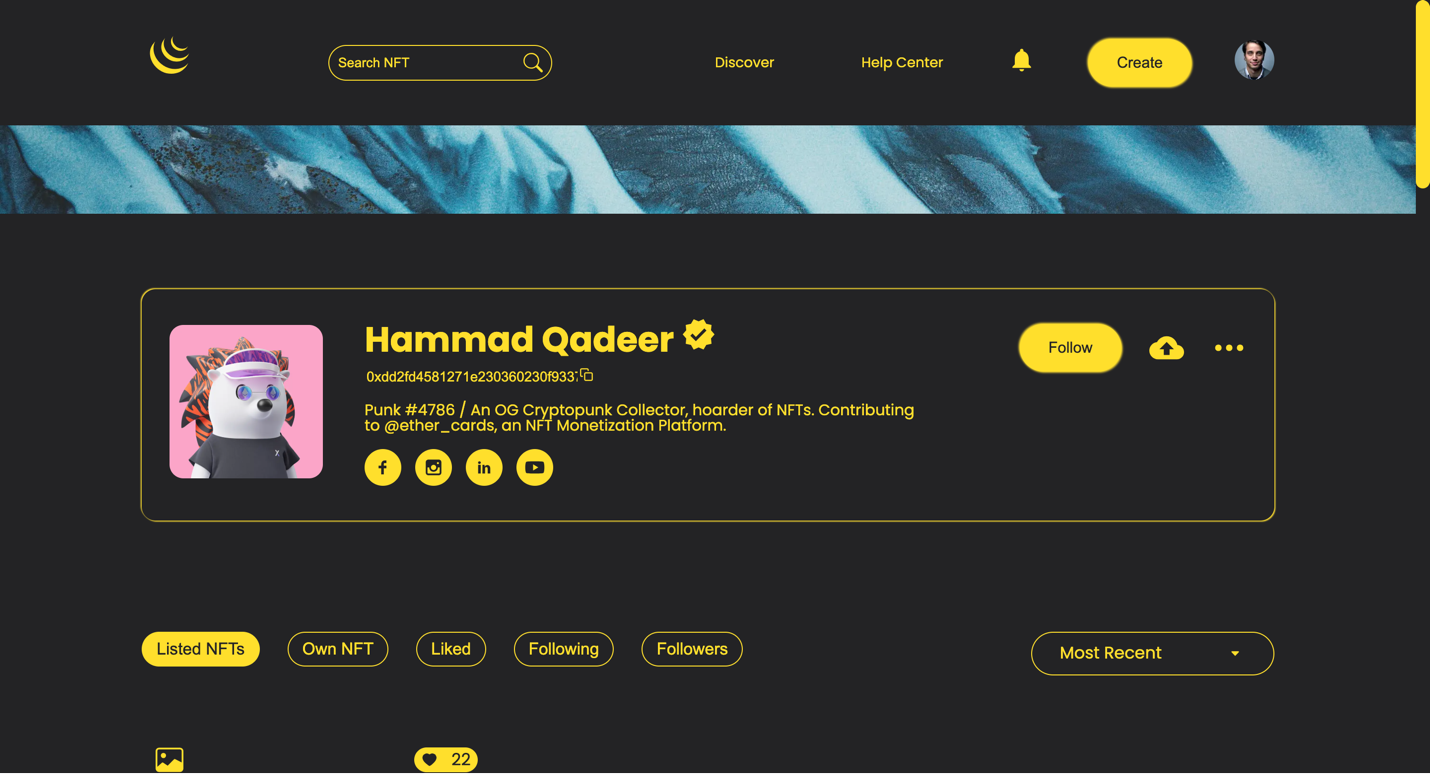 Search NFT
Discover
Help Center
Create
Hammad Qadeer
Follow
0xdd2fd4581271e230360230f933
Punk #4786 / An OG Cryptopunk Collector, hoarder of NFTs. Contributing
to @ether_cards, an NFT Monetization Platform.
Listed NFTs
Own NFT
Liked
Following
Followers
Most Recent
22